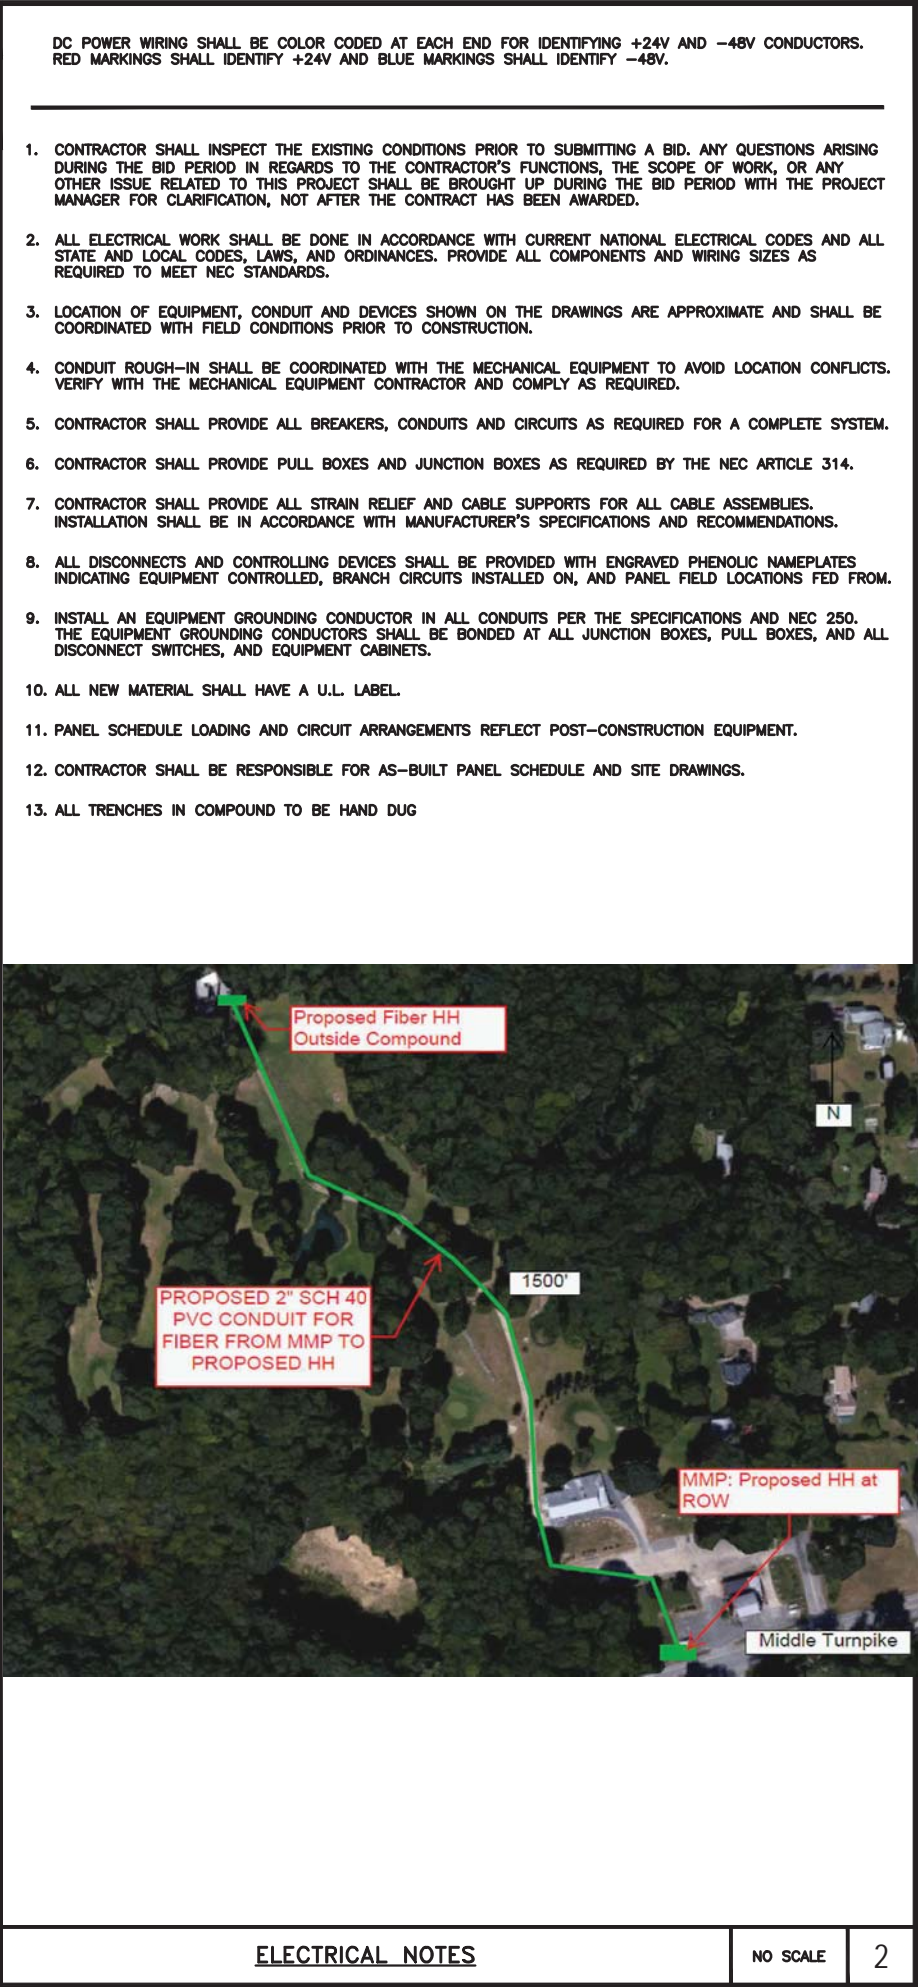 DC POWER WIRING SHALL BE COLOR CODED AT EACH END FOR IDENTIFYING +24V AND -48V CONDUCTORS.
RED MARKINGS SHALL IDENTIFY +24V AND BLUE MARKINGS SHALL IDENTIFY -48V.
1. CONTRACTOR SHALL INSPECT THE EXISTING CONDITIONS PRIOR TO SUBMITTING A BID. ANY QUESTIONS ARISING
DURING THE BID PERIOD IN REGARDS TO THE CONTRACTOR'S FUNCTIONS, THE SCOPE OF WORK, OR ANY
OTHER ISSUE RELATED TO THIS PROJECT SHALL BE BROUGHT UP DURING THE BID PERIOD WITH THE PROJECT
MANAGER FOR CLARIFICATION, NOT AFTER THE CONTRACT HAS BEEN AWARDED.
2. ALL ELECTRICAL WORK SHALL BE DONE IN ACCORDANCE WITH CURRENT NATIONAL ELECTRICAL CODES AND ALL
STATE AND LOCAL CODES, LAWS, AND ORDINANCES. PROVIDE ALL COMPONENTS AND WIRING SIZES AS
REQUIRED TO MEET NEC STANDARDS.
3. LOCATION OF EQUIPMENT, CONDUIT AND DEVICES SHOWN ON THE DRAWINGS ARE APPROXIMATE AND SHALL BE
COORDINATED WITH FIELD CONDITIONS PRIOR TO CONSTRUCTION.
4. CONDUIT ROUGH-IN SHALL BE COORDINATED WITH THE MECHANICAL EQUIPMENT TO AVOID LOCATION CONFLICTS.
VERIFY WITH THE MECHANICAL EQUIPMENT CONTRACTOR AND COMPLY AS REQUIRED.
5. CONTRACTOR SHALL PROVIDE ALL BREAKERS, CONDUITS AND CIRCUITS AS REQUIRED FOR A COMPLETE SYSTEM.
6. CONTRACTOR SHALL PROVIDE PULL BOXES AND JUNCTION BOXES AS REQUIRED BY THE NEC ARTICLE 314.
7. CONTRACTOR SHALL PROVIDE ALL STRAIN RELIEF AND CABLE SUPPORTS FOR ALL CABLE ASSEMBLIES.
INSTALLATION SHALL BE IN ACCORDANCE WITH MANUFACTURER'S SPECIFICATIONS AND RECOMMENDATIONS.
8. ALL DISCONNECTS AND CONTROLLING DEVICES SHALL BE PROVIDED WITH ENGRAVED PHENOLIC NAMEPLATES
INDICATING EQUIPMENT CONTROLLED, BRANCH CIRCUITS INSTALLED ON, AND PANEL FIELD LOCATIONS FED FROM.
9. INSTALL AN EQUIPMENT GROUNDING CONDUCTOR IN ALL CONDUITS PER THE SPECIFICATIONS AND NEC 250.
THE EQUIPMENT GROUNDING CONDUCTORS SHALL BE BONDED AT ALL JUNCTION BOXES, PULL BOXES, AND ALL
DISCONNECT SWITCHES, AND EQUIPMENT CABINETS.
10. ALL NEW MATERIAL SHALL HAVE A U.L. LABEL.
11. PANEL SCHEDULE LOADING AND CIRCUIT ARRANGEMENTS REFLECT POST-CONSTRUCTION EQUIPMENT.
12. CONTRACTOR SHALL BE RESPONSIBLE FOR AS-BUILT PANEL SCHEDULE AND SITE DRAWINGS.
13. ALL TRENCHES IN COMPOUND TO BE HAND DUG
Proposed Fiber HH
Outside Compound
N
1500'
PROPOSED 2" SCH 40
PVC CONDUIT FOR
FIBER FROM MMP TO
PROPOSED HH
MMP: Proposed HH at
ROW
Middle Turnpike
ELECTRICAL NOTES
NO SCALE
2